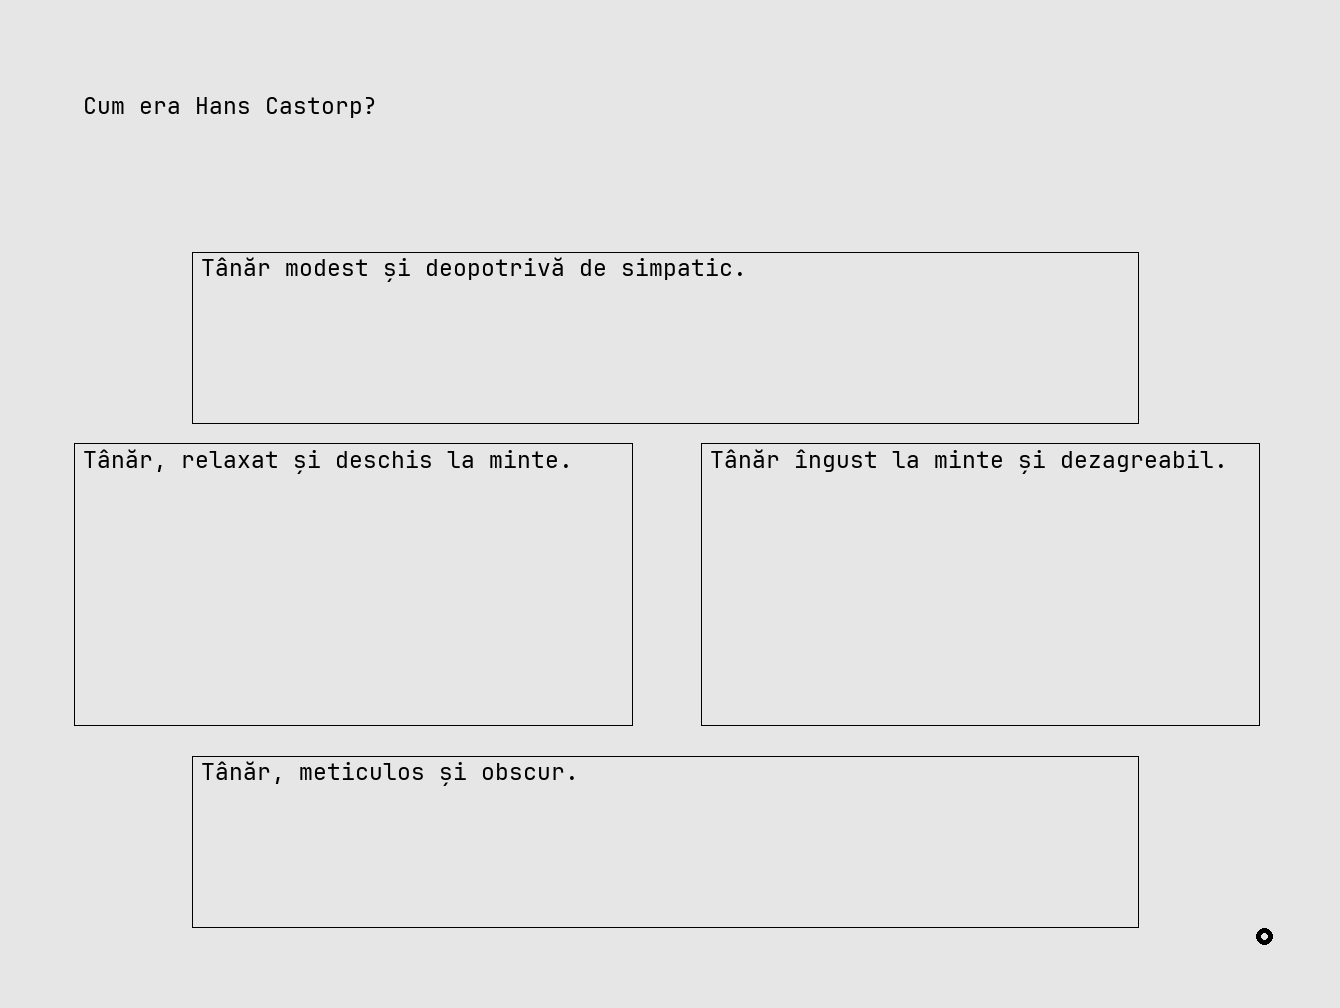 Cum era Hans Castorp?
Tânăr modest și deopotrivă de simpatic.
Tânăr, relaxat și deschis la minte.
Tânăr îngust la minte și dezagreabil.
Tânăr, meticulos și obscur.